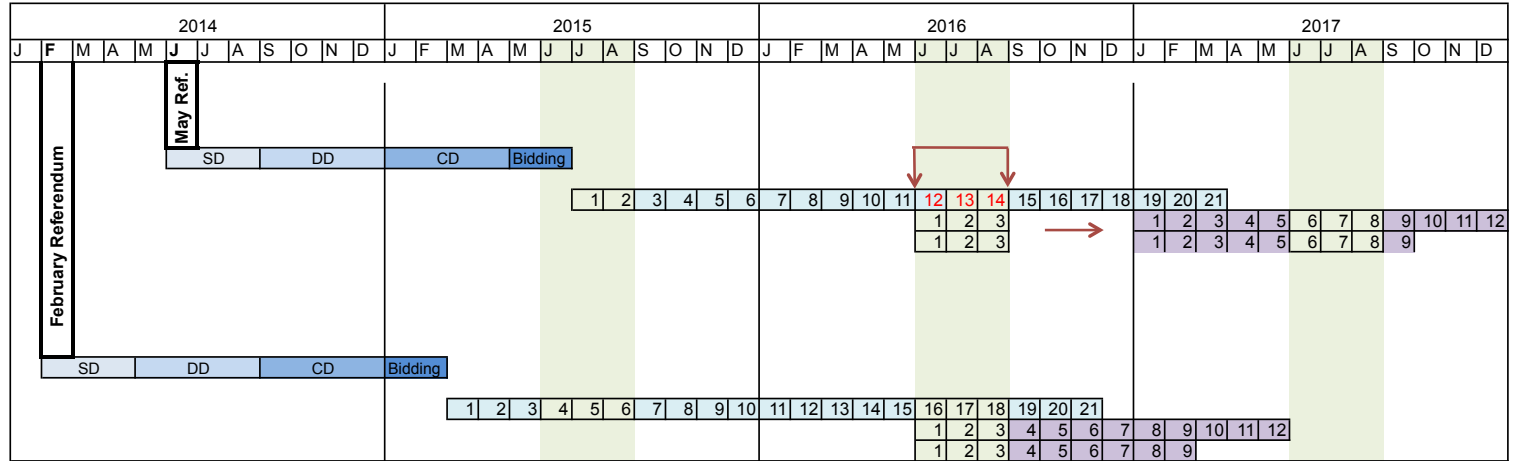 2014 2015 2016 2017
J F M A M J J A S O N D J F M A M J J A S O N D J F M A M J J A S O N D J F M A M J J A S O N D
May Ref.
February Referendum
SD DD CD Bidding
1 2 3 4 5 6 7 8 9 10 11 12 13 14 15 16 17 18 19 20 21
1 2 3 1 2 3 4 5 6 7 8 9 10 11 12
1 2 3 1 2 3 4 5 6 7 8 9
SD DD CD Bidding
1 2 3 4 5 6 7 8 9 10 11 12 13 14 15 16 17 18 19 20 21
1 2 3 4 5 6 7 8 9 10 11 12
1 2 3 4 5 6 7 8 9